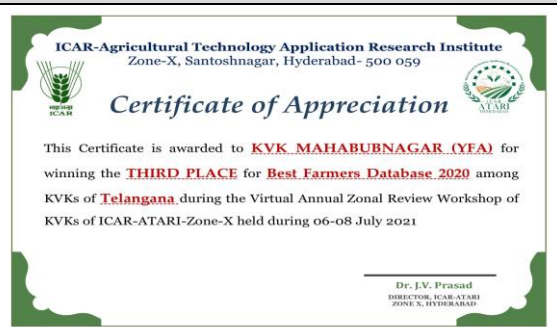 ICAR-Agricultural Technology Application Research Institute
Zone-X, Santoshnagar, Hyderabad- 500 059
ICAR
ICAR
ATARI
Certificate of Appreciation
This Certificate is awarded to KVK MAHABUBNAGAR (YFA) for
winning the THIRD PLACE for Best Farmers Database 2020 among
KVKs of Telangana during the Virtual Annual Zonal Review Workshop of
KVKs of ICAR-ATARI-Zone-X held during 06-08 July 2021
Dr. J.V. Prasad
DIRECTOR, ICAR-ATARI
ZONE X, HYDERABAD